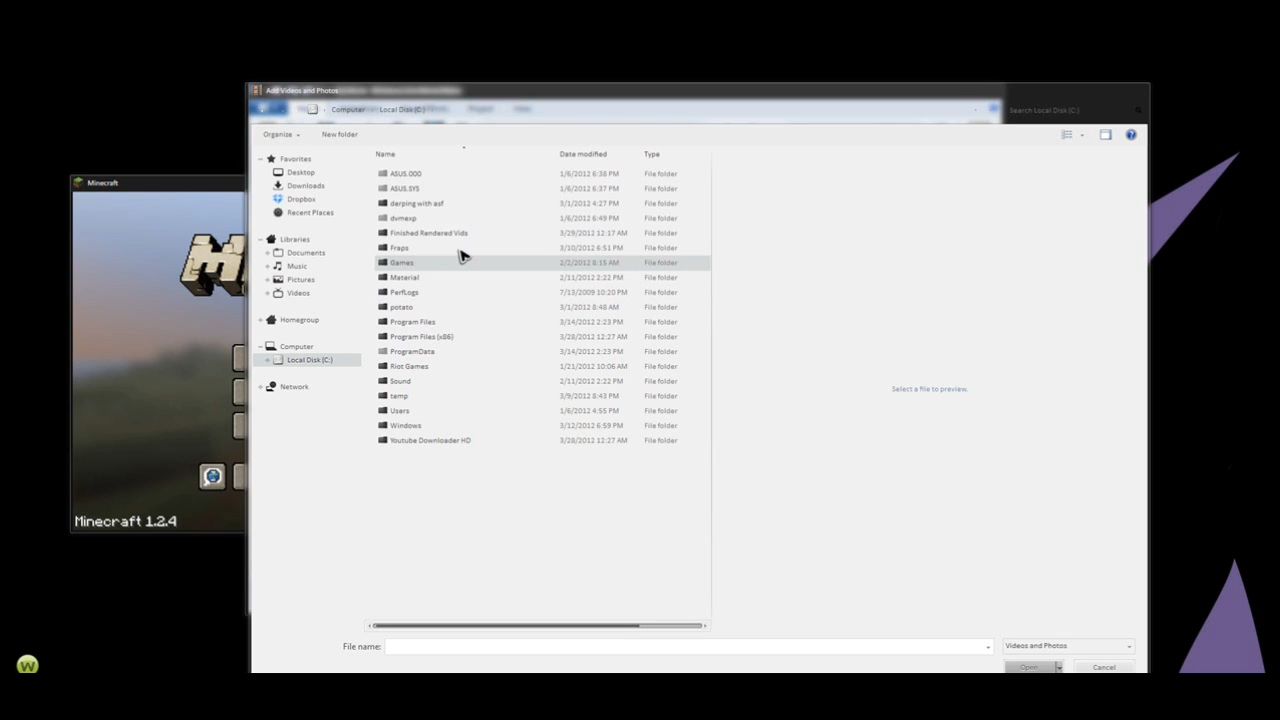 Add Videos and Photos
Computer Local Disk (C:)
Search Local Disk (C:)
Organize New folder
Name Date modified Type
Favorites
Desktop
Downloads
Dropbox
Recent Places
Libraries
Documents
Music
Pictures
Videos
Homegroup
Computer
Local Disk (C:)
Network
ASUS.000 1/6/2012 6:38 PM File folder
ASUS.SYS 1/6/2012 6:37 PM File folder
derping with asf 3/1/2012 4:27 PM File folder
dvmexp 1/6/2012 6:49 PM File folder
Finished Rendered Vids 3/29/2012 12:17 AM File folder
Fraps 3/10/2012 6:51 PM File folder
Games 2/2/2012 8:15 AM File folder
Material 2/11/2012 2:22 PM File folder
PerfLogs 7/13/2009 10:20 PM File folder
potato 3/1/2012 8:48 AM File folder
Program Files 3/14/2012 2:23 PM File folder
Program Files (x86) 3/28/2012 12:27 AM File folder
ProgramData 3/14/2012 2:23 PM File folder
Riot Games 1/21/2012 10:06 AM File folder
Sound 2/11/2012 2:22 PM File folder
temp 3/9/2012 8:43 PM File folder
Users 1/6/2012 4:55 PM File folder
Windows 3/12/2012 6:59 PM File folder
Youtube Downloader HD 3/28/2012 12:27 AM File folder
Select a file to preview.
File name:
Videos and Photos
Open Cancel
Minecraft
Minecraft 1.2.4
W